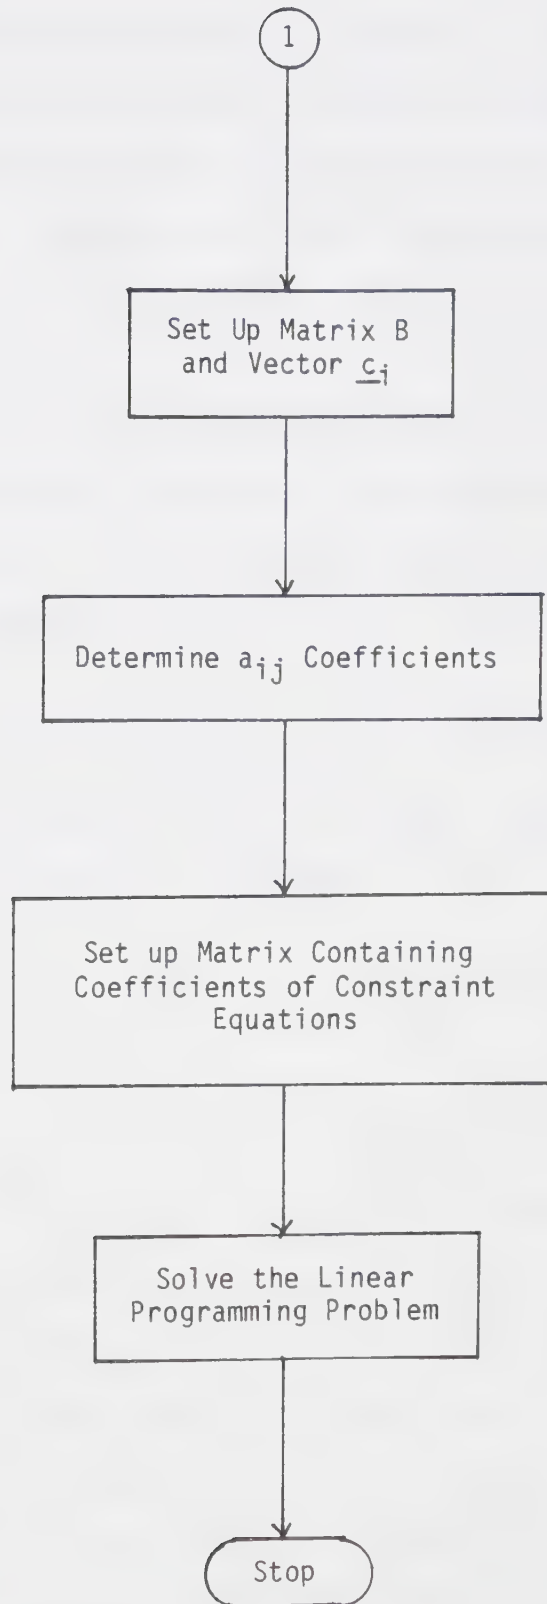 1
Set Up Matrix B
and Vector c_i
Determine a_ij Coefficients
Set up Matrix Containing
Coefficients of Constraint
Equations
Solve the Linear
Programming Problem
Stop